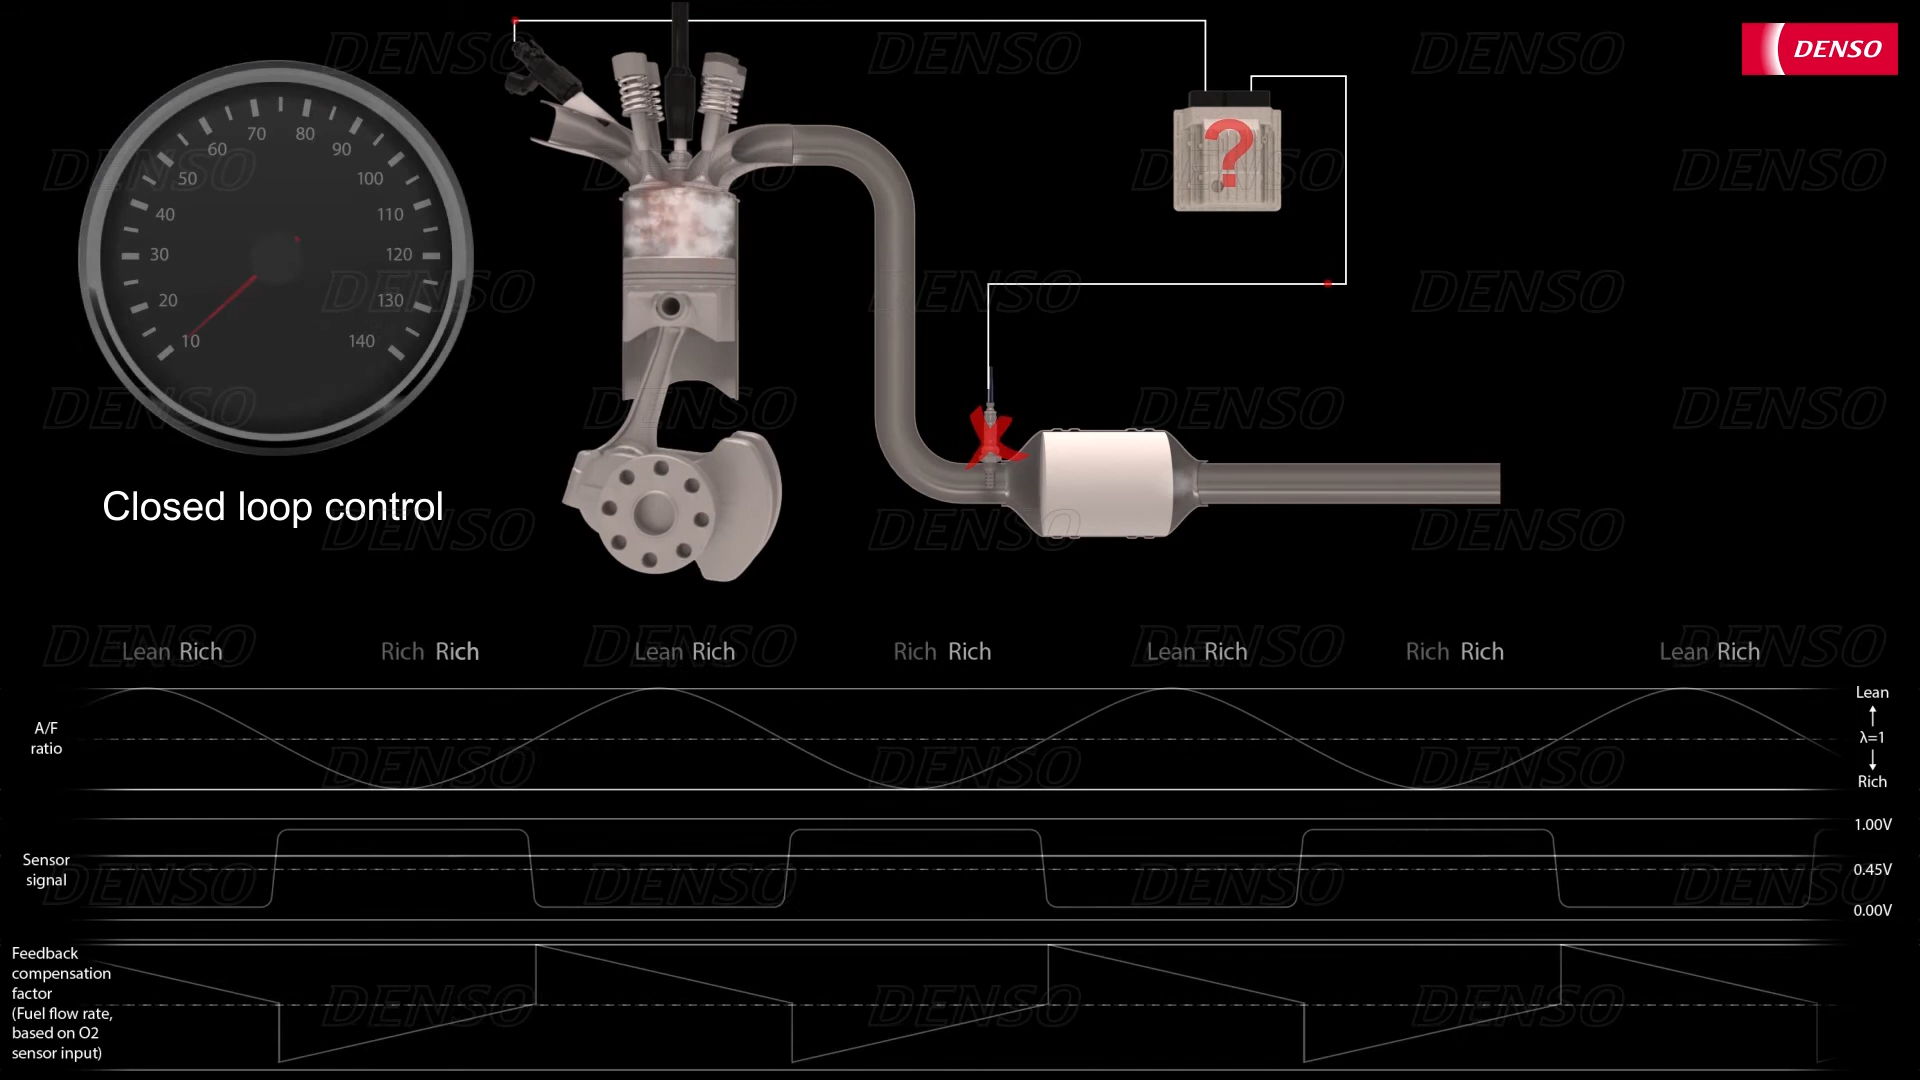 DENSO
60 70 80 90
50 100
40 110
30 120
20 130
10 140
?
Closed loop control
Lean Rich Rich Rich Lean Rich Rich Rich Lean Rich Rich Rich Lean Rich
A/F
ratio
Lean
λ=1
Rich
Sensor
signal
1.00V
0.45V
0.00V
Feedback
compensation
factor
(Fuel flow rate,
based on O2
sensor input)